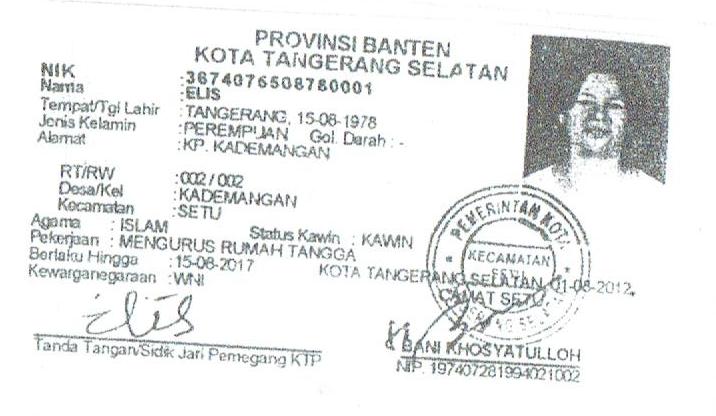 PROVINSI BANTEN
KOTA TANGERANG SELATAN
NIK :3674076508780001
Nama :ELIS
Tempat/Tgl Lahir :TANGERANG, 15-08-1978
Jenis Kelamin :PEREMPUAN Gol. Darah : -
Alamat :KP. KADEMANGAN
RT/RW :002 / 002
Desa/Kel :KADEMANGAN
Kecamatan :SETU
Agama : ISLAM Status Kawin : KAWIN
Pekerjaan : MENGURUS RUMAH TANGGA
Berlaku Hingga :15-08-2017 KOTA TANGERANG SELATAN, 01-08-2012,
Kewarganegaraan :WNI CAMAT SETU
PEMERINTAH KOTA
KECAMATAN
SETU
Elis
Tanda Tangan/Sidik Jari Pemegang KTP
BANI KHOSYATULLOH
NIP. 197407281994021002